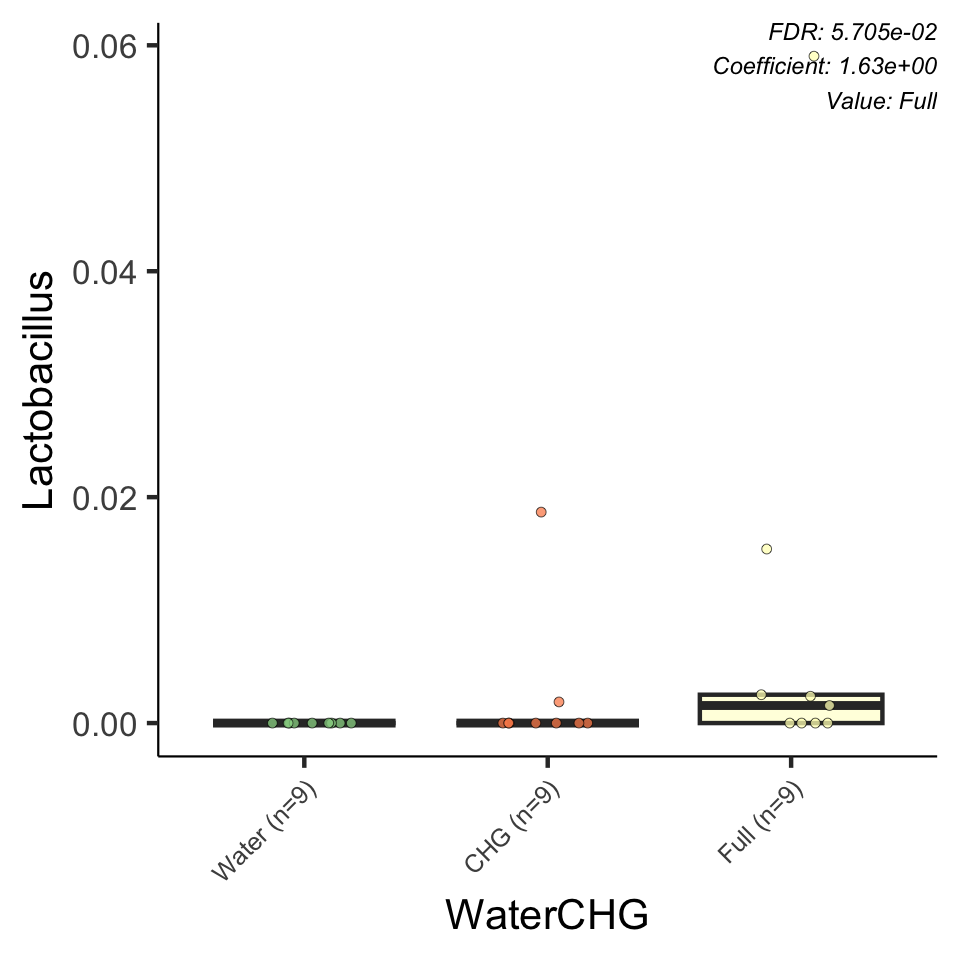 FDR: 5.705e-02
Coefficient: 1.63e+00
Value: Full
0.06
0.04
0.02
0.00
Lactobacillus
Water (n=9)
CHG (n=9)
Full (n=9)
WaterCHG